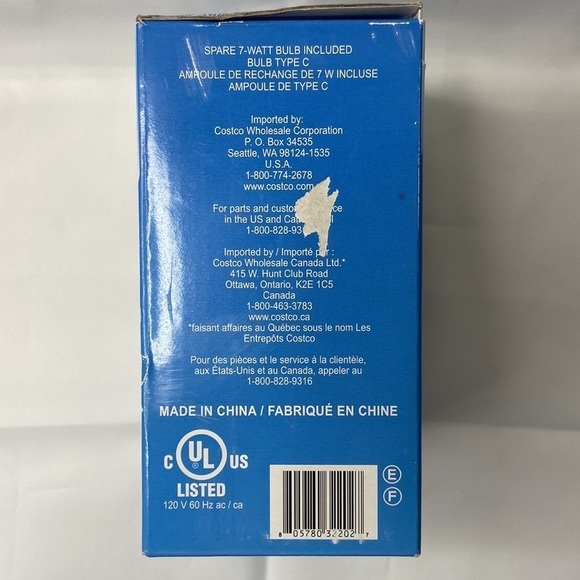 SPARE 7-WATT BULB INCLUDED
BULB TYPE C
AMPOULE DE RECHANGE DE 7 W INCLUSE
AMPOULE DE TYPE C
Imported by:
Costco Wholesale Corporation
P. O. Box 34535
Seattle, WA 98124-1535
U.S.A.
1-800-774-2678
www.costco.com
For parts and
in the US and
1-800-828-931
Imported by / Importé par :
Costco Wholesale Canada Ltd.*
415 W. Hunt Club Road
Ottawa, Ontario, K2E 1C5
Canada
1-800-463-3783
www.costco.ca
*faisant affaires au Québec sous le nom Les
Entrepôts Costco
Pour des pièces et le service à la clientèle,
aux États-Unis et au Canada, appeler au
1-800-828-9316
MADE IN CHINA / FABRIQUÉ EN CHINE
C UL US
®
LISTED
120 V 60 Hz ac / ca
E
F
8 05780 32202 7